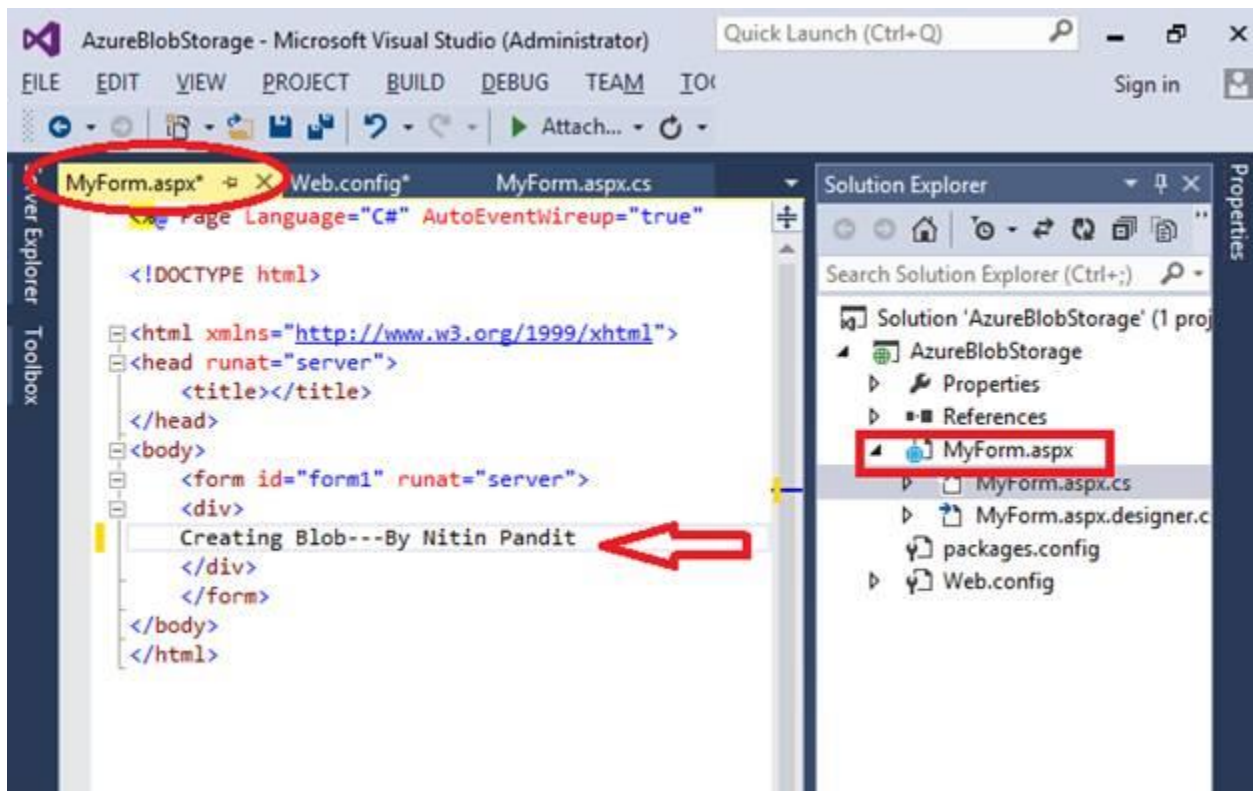 AzureBlobStorage - Microsoft Visual Studio (Administrator)
Quick Launch (Ctrl+Q)
FILE EDIT VIEW PROJECT BUILD DEBUG TEAM
Sign in
Attach...
MyForm.aspx* Web.config* MyForm.aspx.cs
Page Language="C#" AutoEventWireup="true"
<!DOCTYPE html>
<html xmlns="http://www.w3.org/1999/xhtml">
<head runat="server">
<title></title>
</head>
<body>
<form id="form1" runat="server">
<div>
Creating Blob---By Nitin Pandit
</div>
</form>
</body>
</html>
Explorer
Toolbox
Solution Explorer
Search Solution Explorer (Ctrl+;)
Solution 'AzureBlobStorage' (1 proj
AzureBlobStorage
Properties
References
MyForm.aspx
MyForm.aspx.cs
MyForm.aspx.designer.c
packages.config
Web.config
Properties